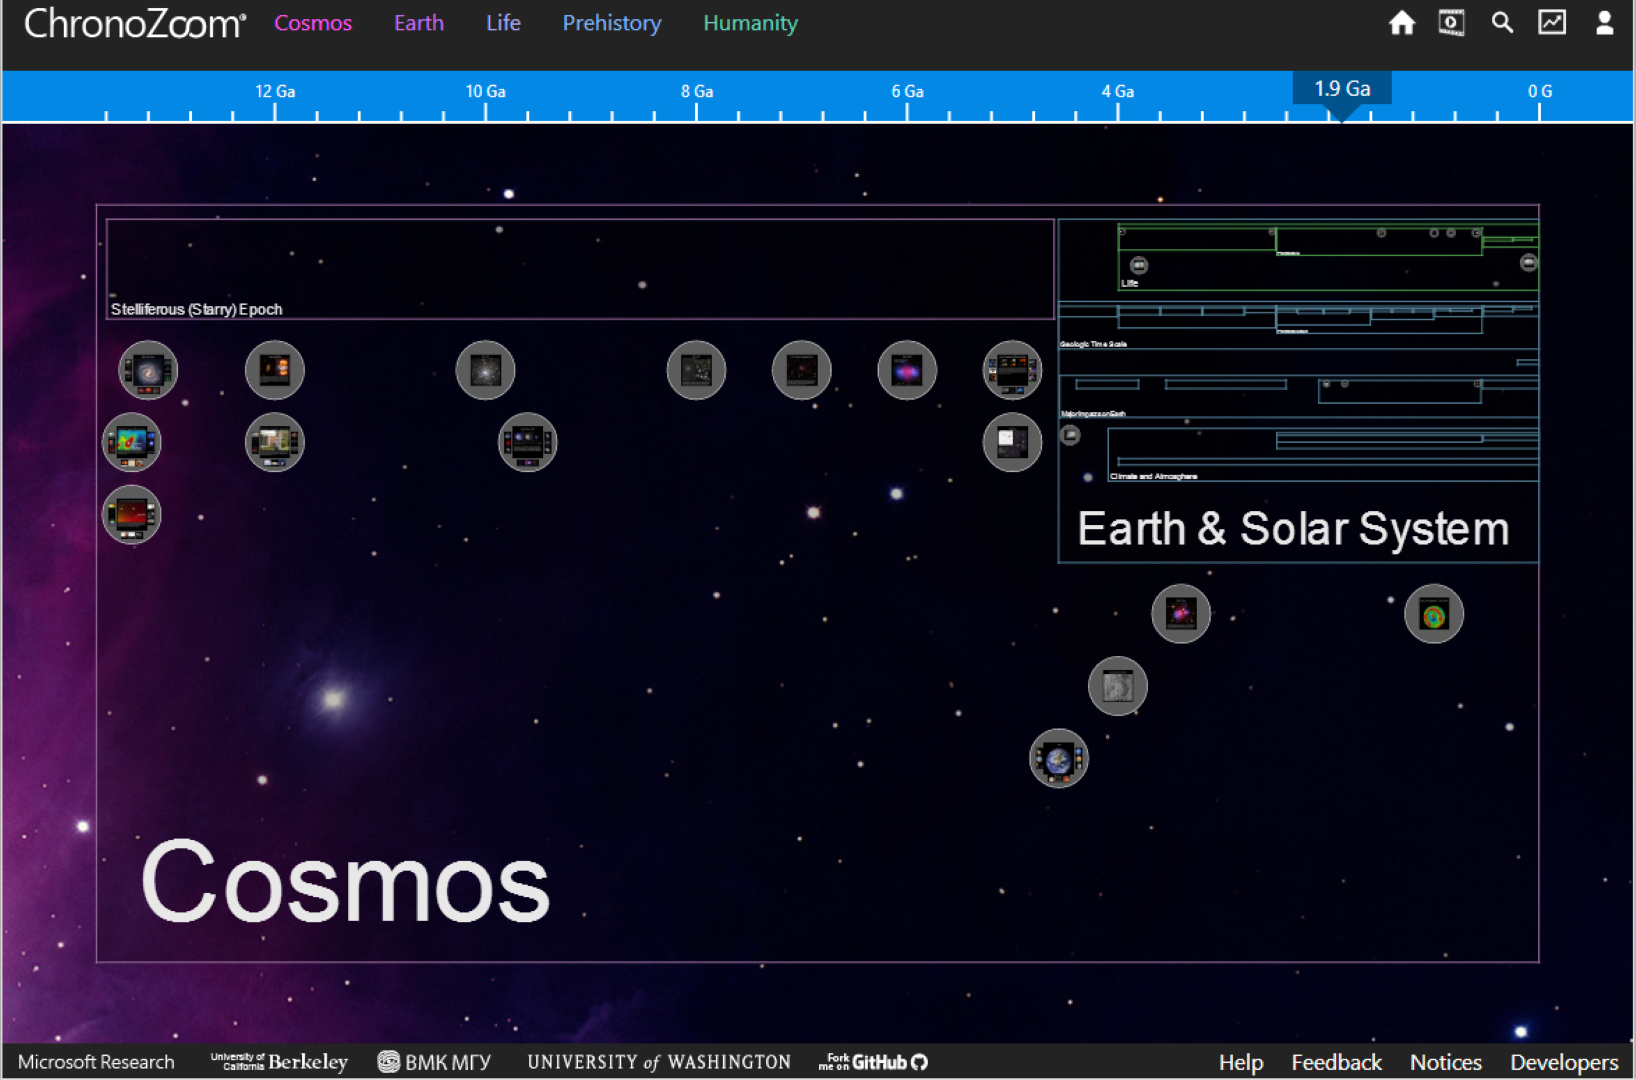 ChronoZoom®
Cosmos Earth Life Prehistory Humanity
12 Ga 10 Ga 8 Ga 6 Ga 4 Ga 1.9 Ga 0 G
Stelliferous (Starry) Epoch
Life
Geologic Time Scale
Major Impacts on Earth
Climate and Atmosphere
Earth & Solar System
Cosmos
Microsoft Research University of California Berkeley ВМК МГУ UNIVERSITY of WASHINGTON Fork me on GitHub Help Feedback Notices Developers